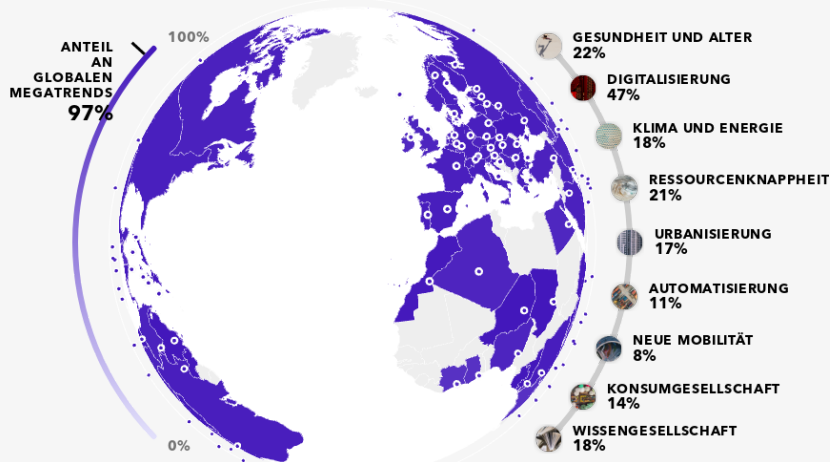 ANTEIL
AN
GLOBALEN
MEGATRENDS
97%
100%
0%
GESUNDHEIT UND ALTER
22%
DIGITALISIERUNG
47%
KLIMA UND ENERGIE
18%
RESSOURCENKNAPPHEIT
21%
URBANISIERUNG
17%
AUTOMATISIERUNG
11%
NEUE MOBILITÄT
8%
KONSUMGESELLSCHAFT
14%
WISSENGESELLSCHAFT
18%